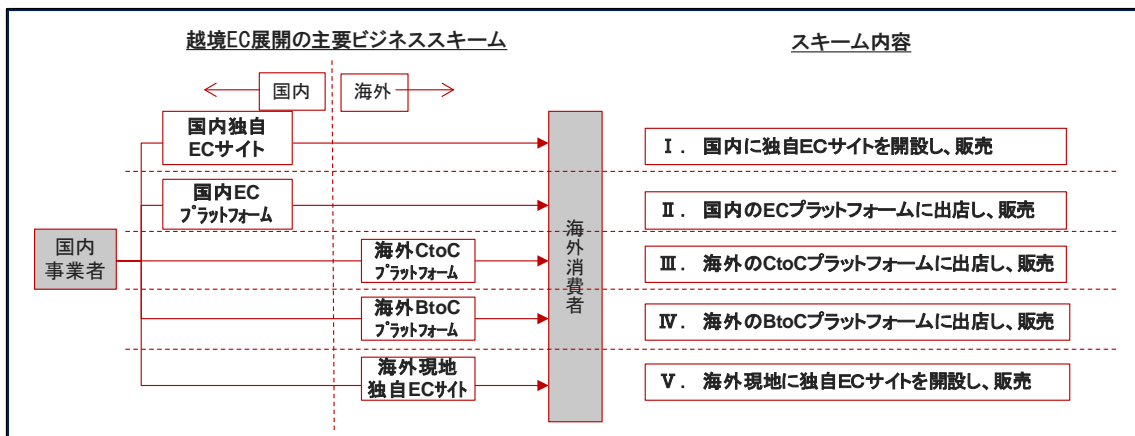 越境EC展開の主要ビジネススキーム
スキーム内容
国内
海外
国内独自
ECサイト
国内EC
プラットフォーム
海外CtoC
プラットフォーム
海外BtoC
プラットフォーム
海外現地
独自ECサイト
国内
事業者
海外消費者
Ⅰ. 国内に独自ECサイトを開設し、販売
Ⅱ. 国内のECプラットフォームに出店し、販売
Ⅲ. 海外のCtoCプラットフォームに出店し、販売
Ⅳ. 海外のBtoCプラットフォームに出店し、販売
Ⅴ. 海外現地に独自ECサイトを開設し、販売